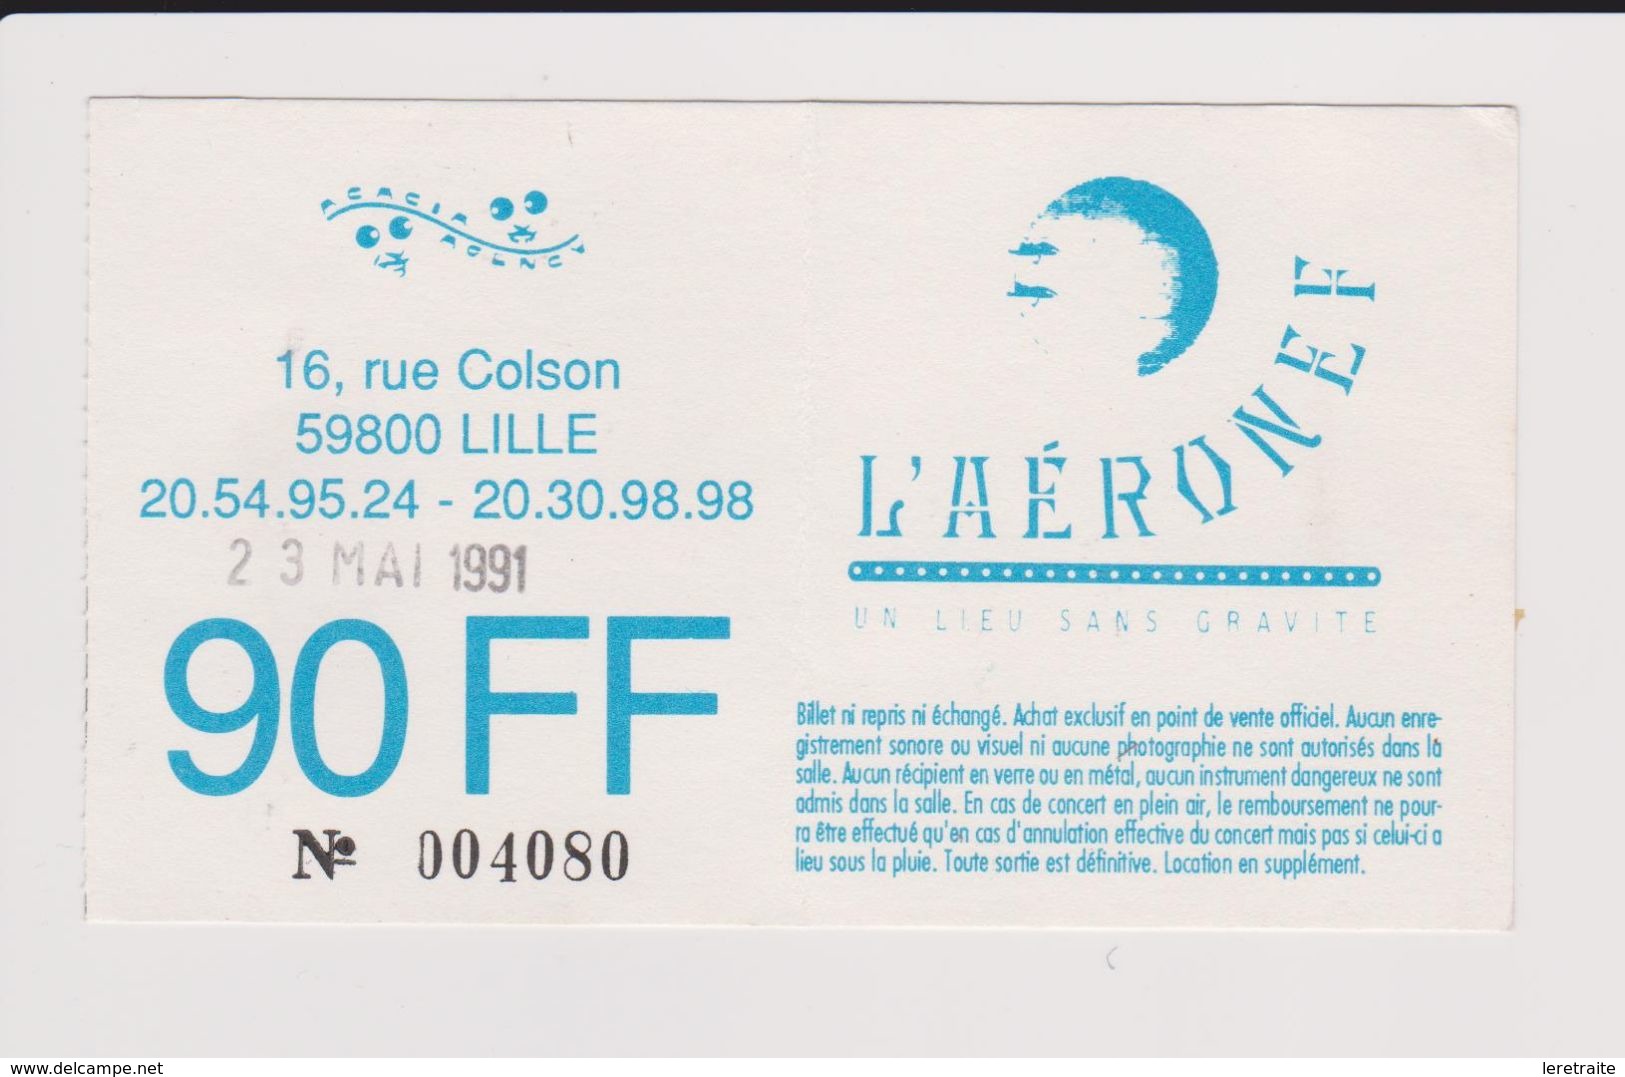 ACACIA
AGENCY
16, rue Colson
59800 LILLE
20.54.95.24 - 20.30.98.98
23 MAI 1991
90 FF
Nº 004080
L'AÉRONEF
UN LIEU SANS GRAVITE
Billet ni repris ni échangé. Achat exclusif en point de vente officiel. Aucun enre-
gistrement sonore ou visuel ni aucune photographie ne sont autorisés dans la
salle. Aucun récipient en verre ou en métal, aucun instrument dangereux ne sont
admis dans la salle. En cas de concert en plein air, le remboursement ne pour-
ra être effectué qu'en cas d'annulation effective du concert mais pas si celui-ci a
lieu sous la pluie. Toute sortie est définitive. Location en supplément.
delcampe.net
leretraite